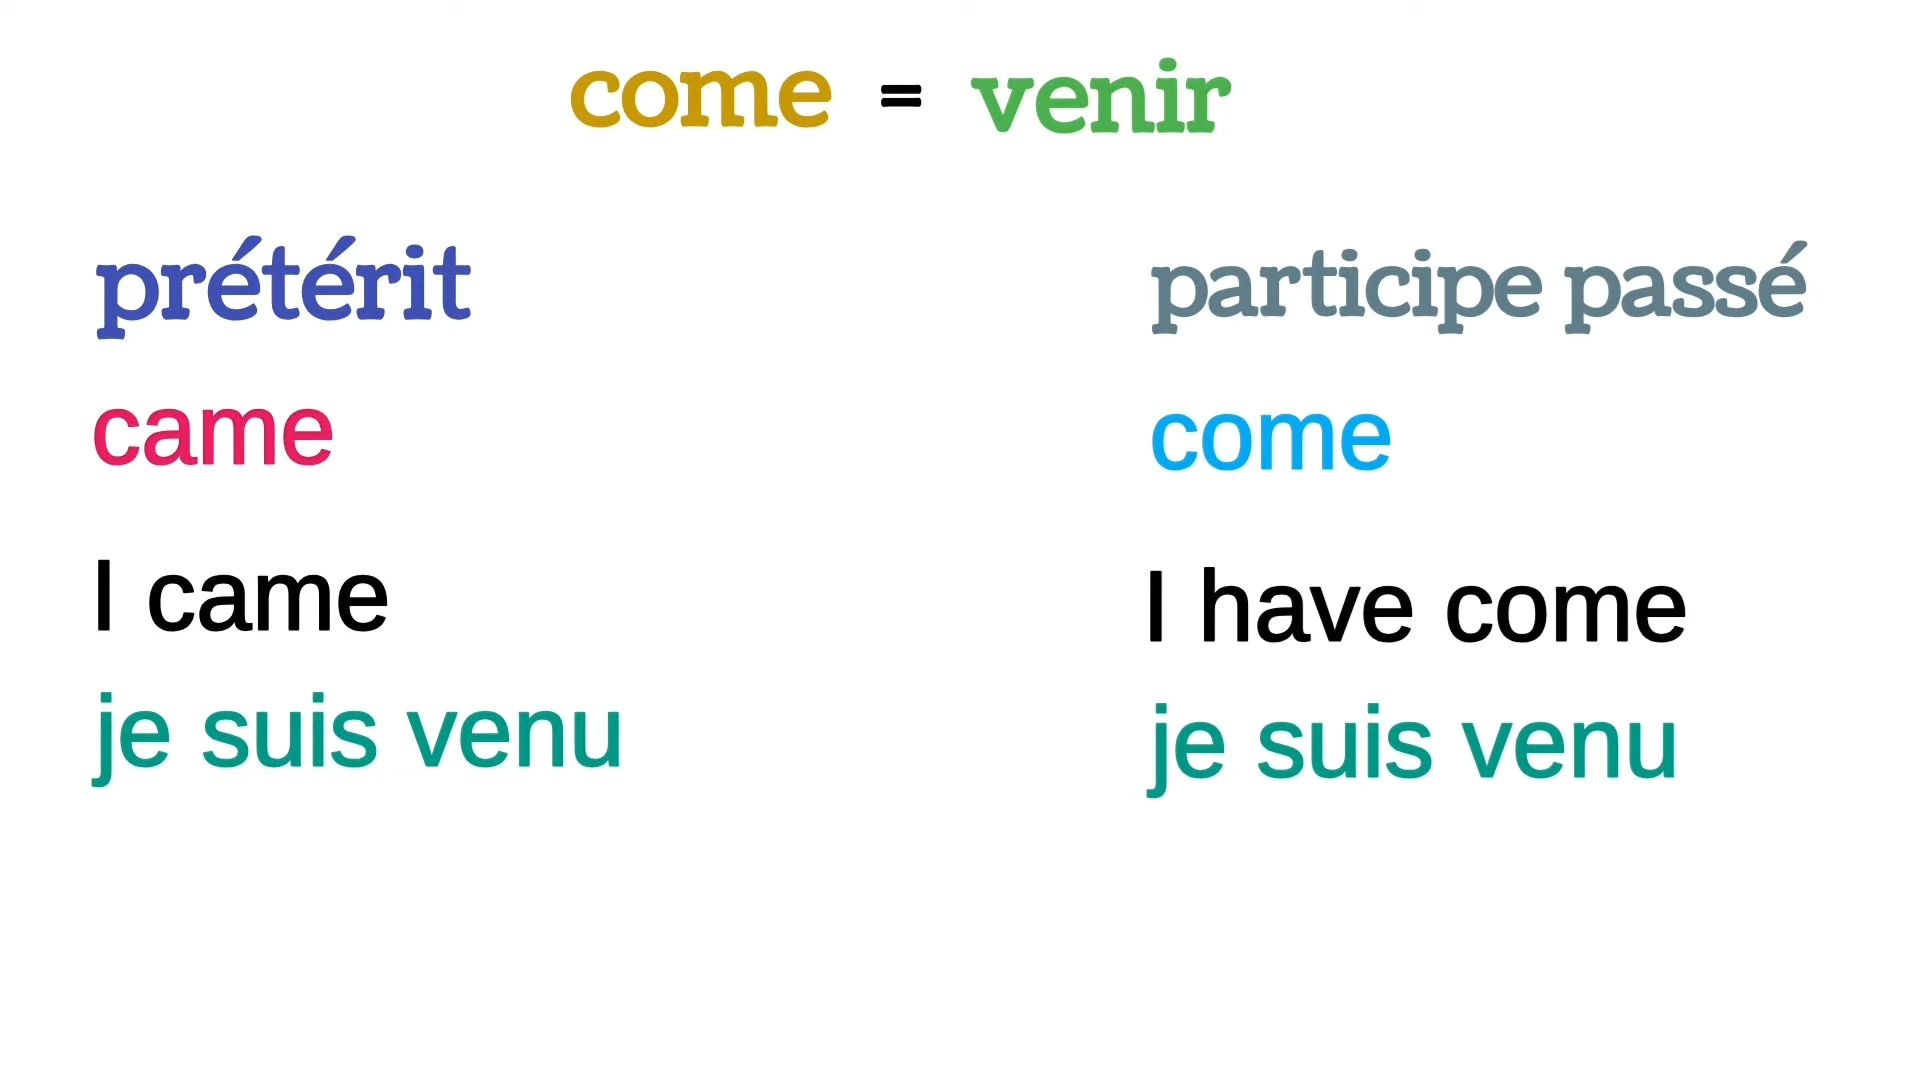 come = venir
prétérit
came
I came
je suis venu
participe passé
come
I have come
je suis venu